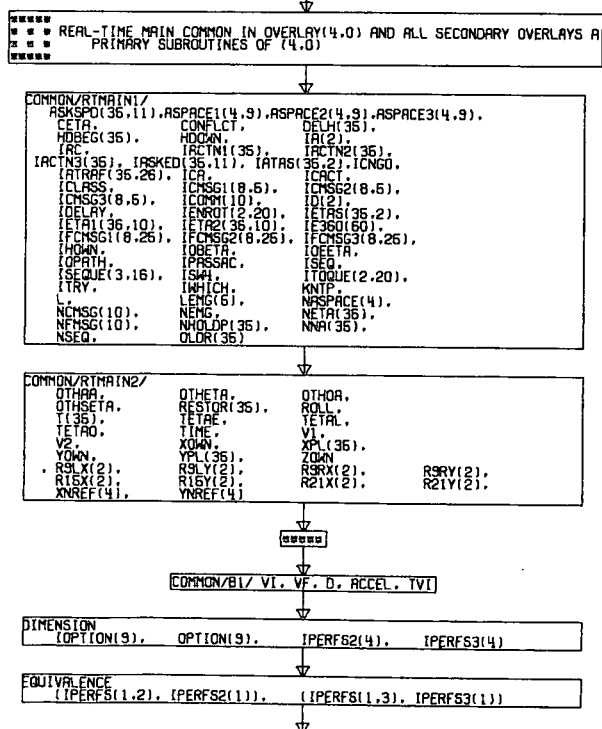 REAL-TIME MAIN COMMON IN OVERLAY(4,0) AND ALL SECONDARY OVERLAYS A
PRIMARY SUBROUTINES OF (4,0)
COMMON/RTMAIN1/
ASKSPD(35,11),ASPACE1(4,9),ASPACE2(4,9),ASPACE3(4,9),
CETA, CONFLCT, DELH(35),
HDBEG(35), HDOWN, IA(2),
IAC, IACTN1(35), IACTN2(35),
IACTN3(35), IASKED(35,11), IATAS(35,2),ICNGO,
IATRAF(35,26), ICA, ICACT,
ICLASS, ICMSG1(8,5), ICMSG2(8,5),
ICMSG3(8,5), ICOMM(10), ID(2),
IDELAY, IENROT(2,20), IETAS(35,2),
IETA1(35,10), IETA2(35,10), IE360(60),
IFCMSG1(8,25), IFCMSG2(8,25), IFCMSG3(8,25),
IHOWN, IOBETA, IOEETA,
IOPATH, IPASSAC, ISEQ,
ISEQUE(3,16), ISWH, ITOQUE(2,20),
ITRY, IWHICH, KNTP,
L, LEMG(6), NASPACE(4),
NCMSG(10), NEMG, NETA(35),
NFMSG(10), NHOLDP(35), NNA(35),
NSEQ, OLDR(35)
COMMON/RTMAIN2/
OTHAA, OTHETA, OTHOA,
OTHSETA, RESTOR(35), ROLL,
T(35), TETAE, TETAL,
TETAO, TIME, V1,
V2, XOWN, XPL(35),
YOWN, YPL(35), ZOWN
, R9LX(2), R9LY(2), R9RX(2), R9RY(2),
R15X(2), R15Y(2), R21X(2), R21Y(2),
XNREF(4), YNREF(4)
COMMON/B1/ VI, VF, D, ACCEL, TVI
DIMENSION
IOPTION(9), OPTION(9), IPERFS2(4), IPERFS3(4)
EQUIVALENCE
(IPERFS(1,2), IPERFS2(1)), (IPERFS(1,3), IPERFS3(1))